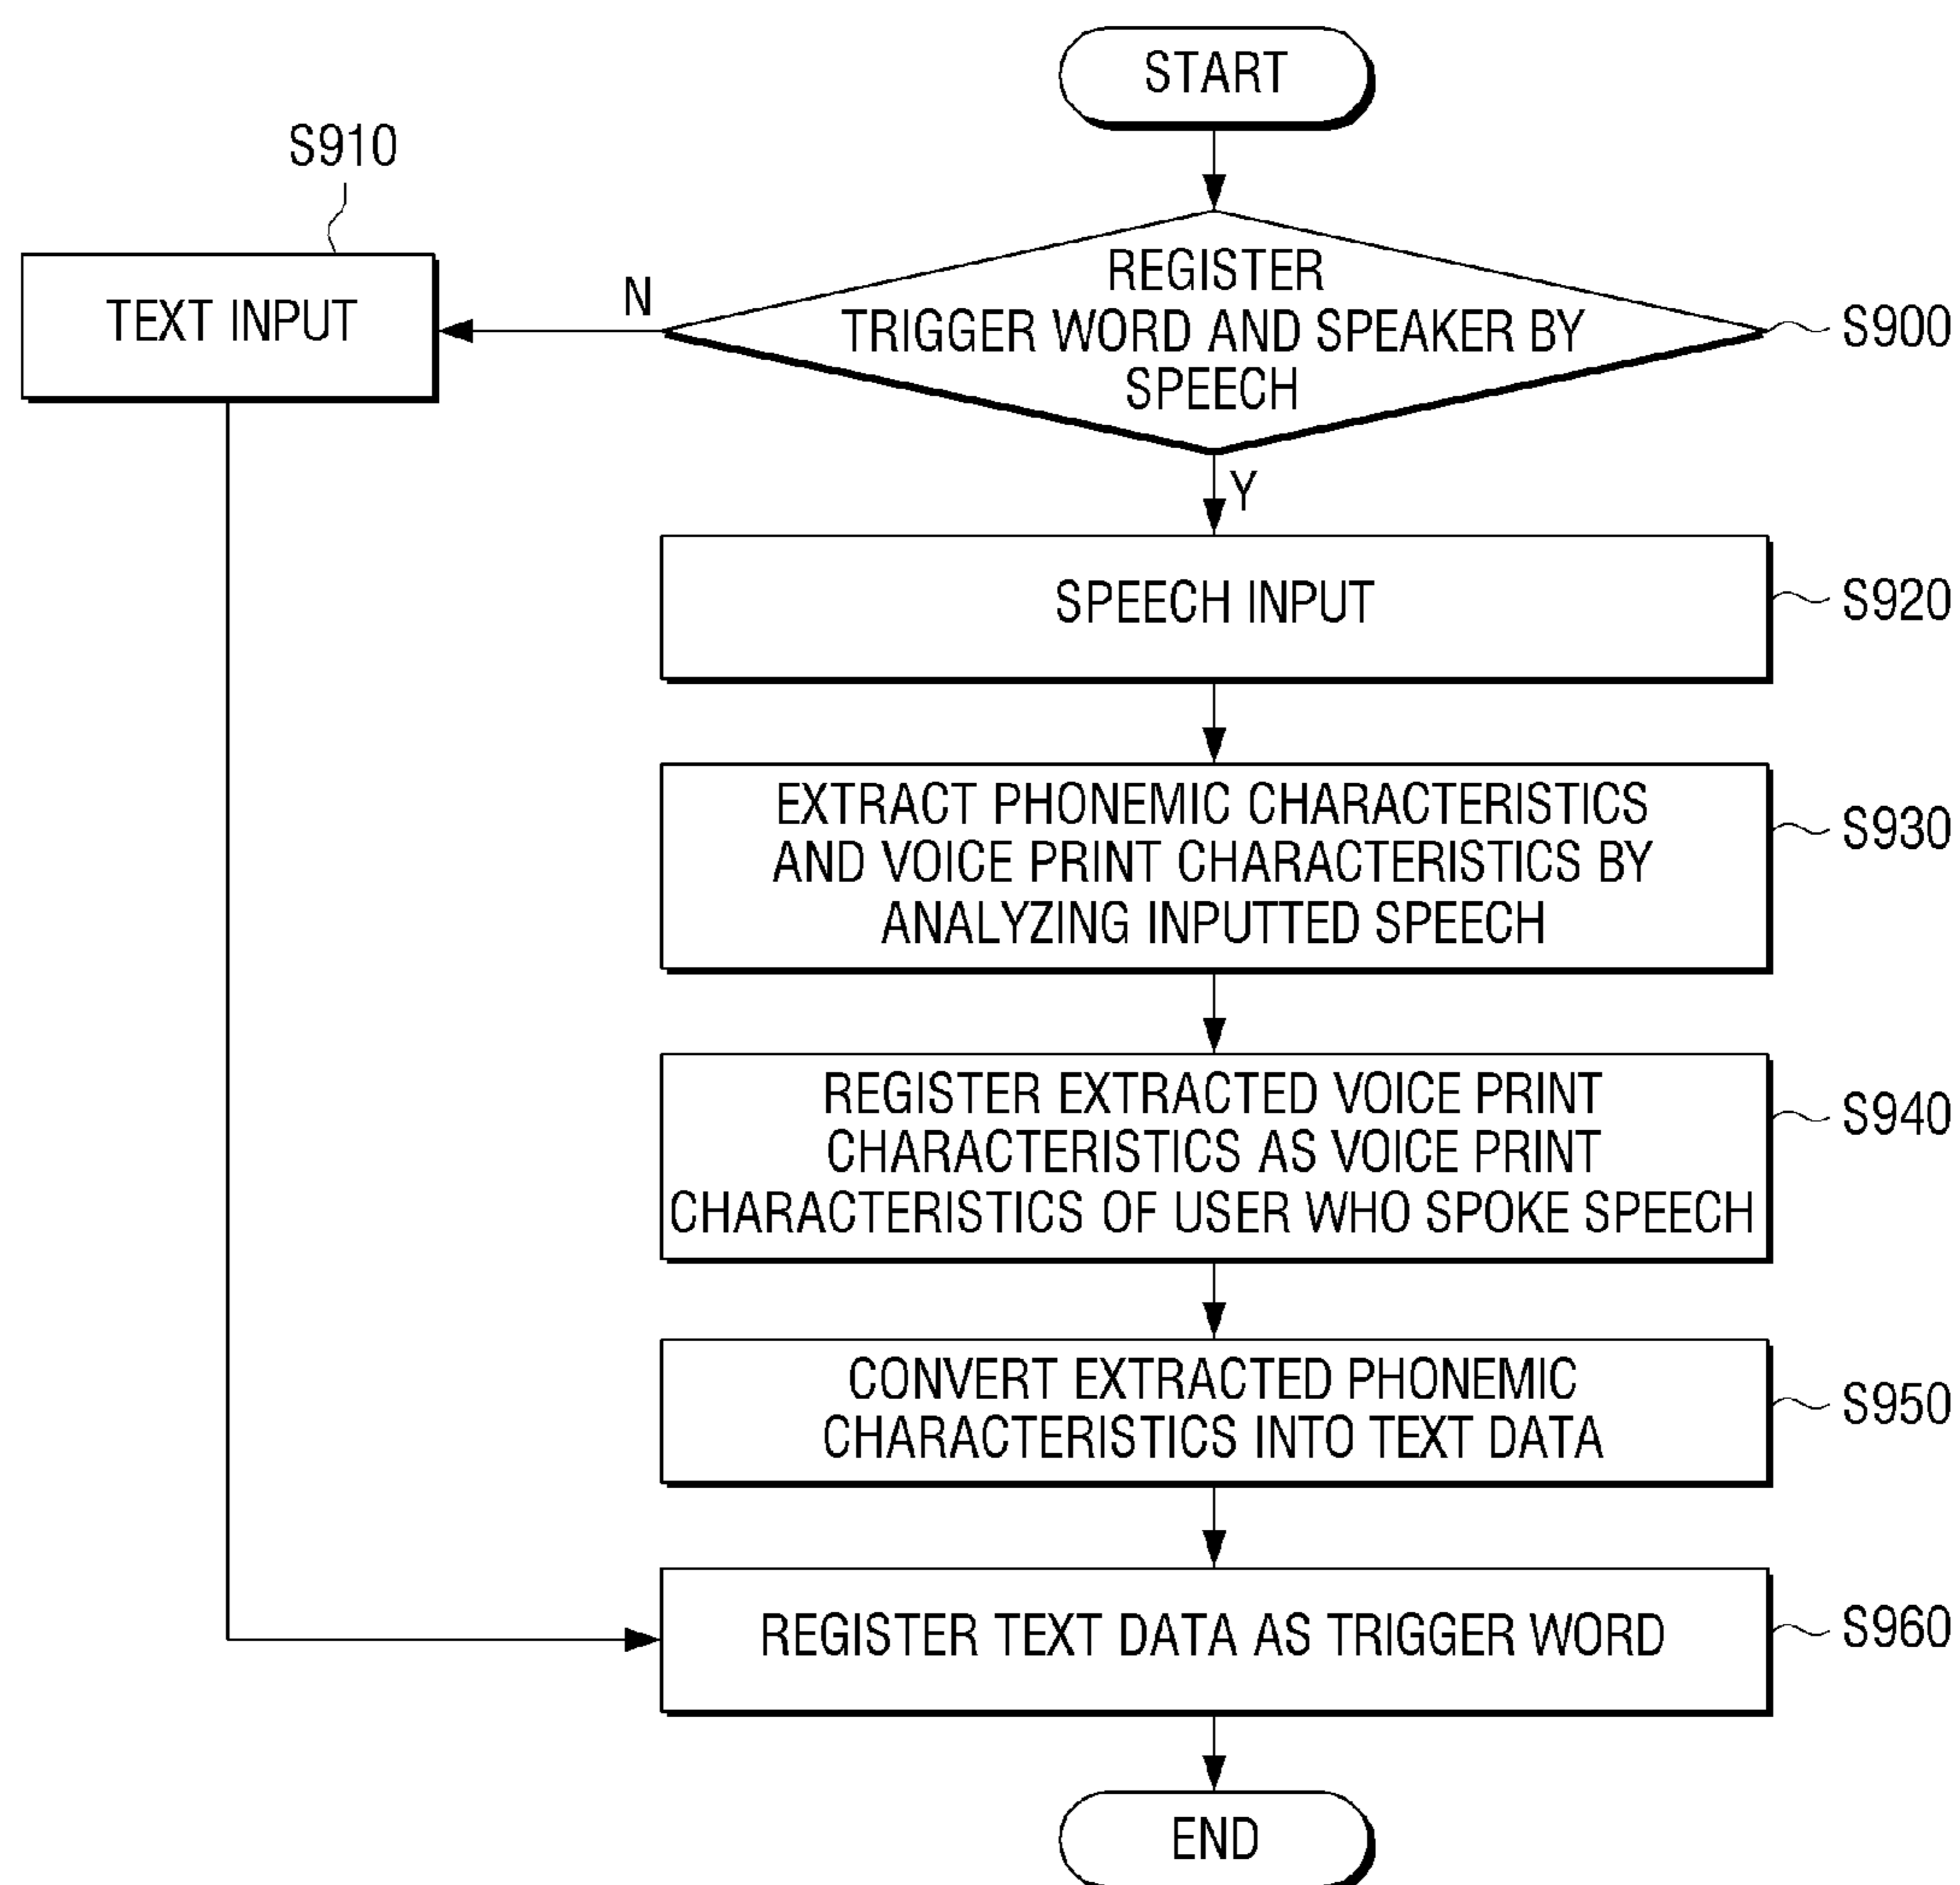 START
S910
REGISTER
TRIGGER WORD AND SPEAKER BY
SPEECH
S900
N
TEXT INPUT
Y
SPEECH INPUT
S920
EXTRACT PHONEMIC CHARACTERISTICS
AND VOICE PRINT CHARACTERISTICS BY
ANALYZING INPUTTED SPEECH
S930
REGISTER EXTRACTED VOICE PRINT
CHARACTERISTICS AS VOICE PRINT
CHARACTERISTICS OF USER WHO SPOKE SPEECH
S940
CONVERT EXTRACTED PHONEMIC
CHARACTERISTICS INTO TEXT DATA
S950
REGISTER TEXT DATA AS TRIGGER WORD
S960
END